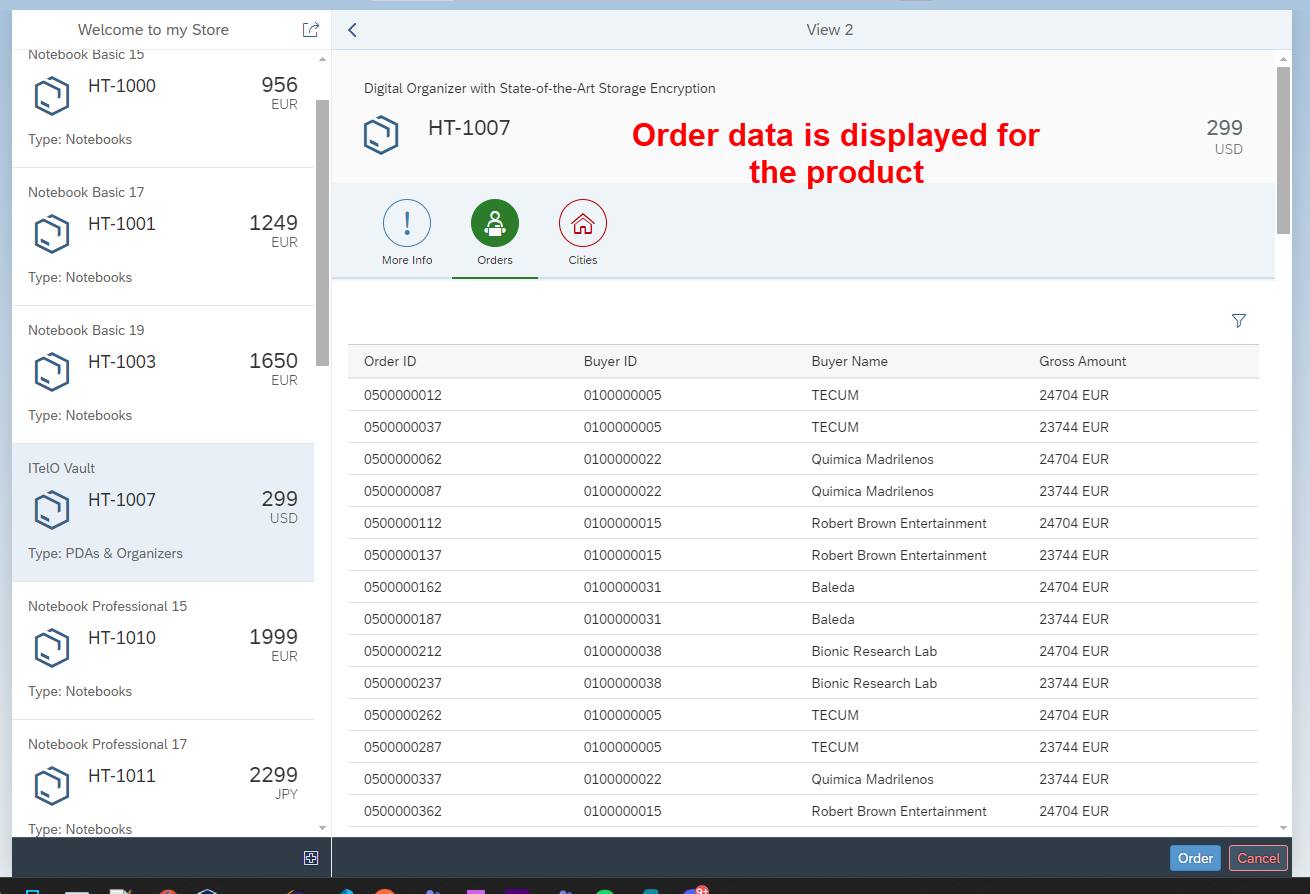 Welcome to my Store
View 2
Notebook Basic 15
HT-1000
956
EUR
Type: Notebooks
Notebook Basic 17
HT-1001
1249
EUR
Type: Notebooks
Notebook Basic 19
HT-1003
1650
EUR
Type: Notebooks
ITelO Vault
HT-1007
299
USD
Type: PDAs & Organizers
Notebook Professional 15
HT-1010
1999
EUR
Type: Notebooks
Notebook Professional 17
HT-1011
2299
JPY
Type: Notebooks
Digital Organizer with State-of-the-Art Storage Encryption
HT-1007
299
USD
Order data is displayed for
the product
More Info Orders Cities
Order ID Buyer ID Buyer Name Gross Amount
0500000012 0100000005 TECUM 24704 EUR
0500000037 0100000005 TECUM 23744 EUR
0500000062 0100000022 Quimica Madrilenos 24704 EUR
0500000087 0100000022 Quimica Madrilenos 23744 EUR
0500000112 0100000015 Robert Brown Entertainment 24704 EUR
0500000137 0100000015 Robert Brown Entertainment 23744 EUR
0500000162 0100000031 Baleda 24704 EUR
0500000187 0100000031 Baleda 23744 EUR
0500000212 0100000038 Bionic Research Lab 24704 EUR
0500000237 0100000038 Bionic Research Lab 23744 EUR
0500000262 0100000005 TECUM 24704 EUR
0500000287 0100000005 TECUM 23744 EUR
0500000337 0100000022 Quimica Madrilenos 23744 EUR
0500000362 0100000015 Robert Brown Entertainment 24704 EUR
Order Cancel
9+